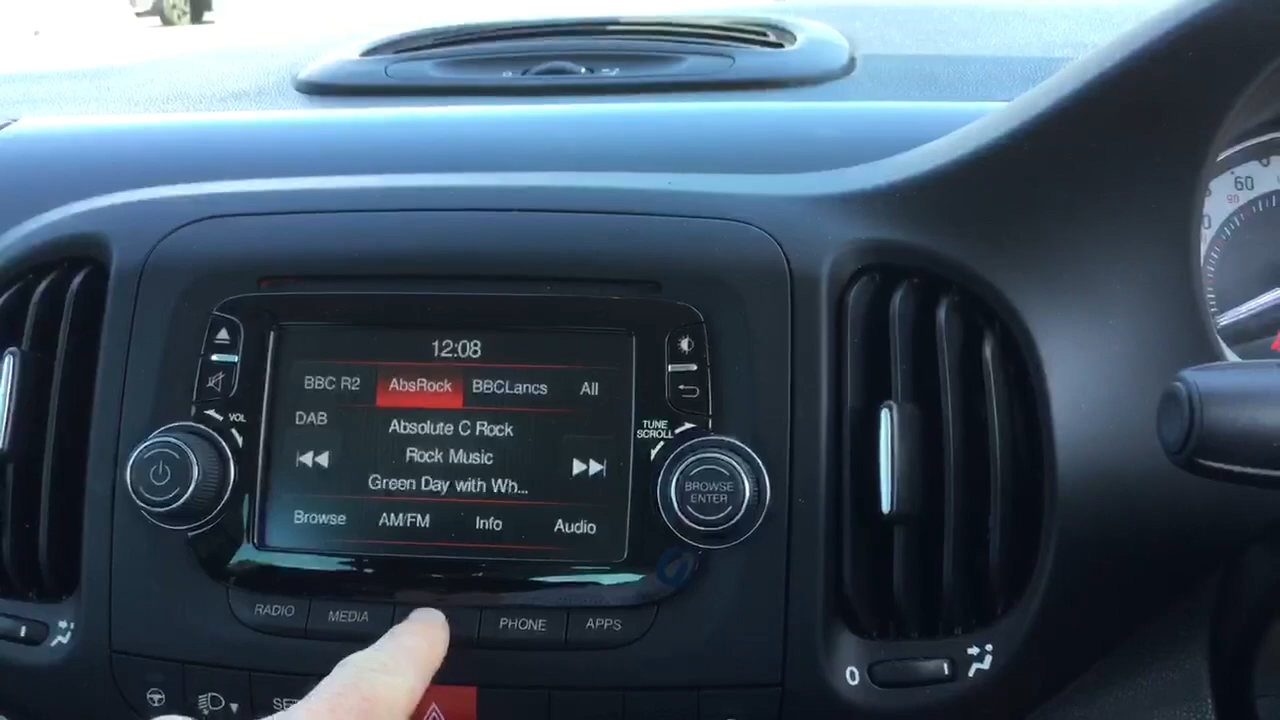 12:08
BBC R2 AbsRock BBCLancs All
DAB
Absolute C Rock
Rock Music
Green Day with Wh...
Browse AM/FM Info Audio
VOL
TUNE
SCROLL
BROWSE
ENTER
RADIO MEDIA PHONE APPS
0
60